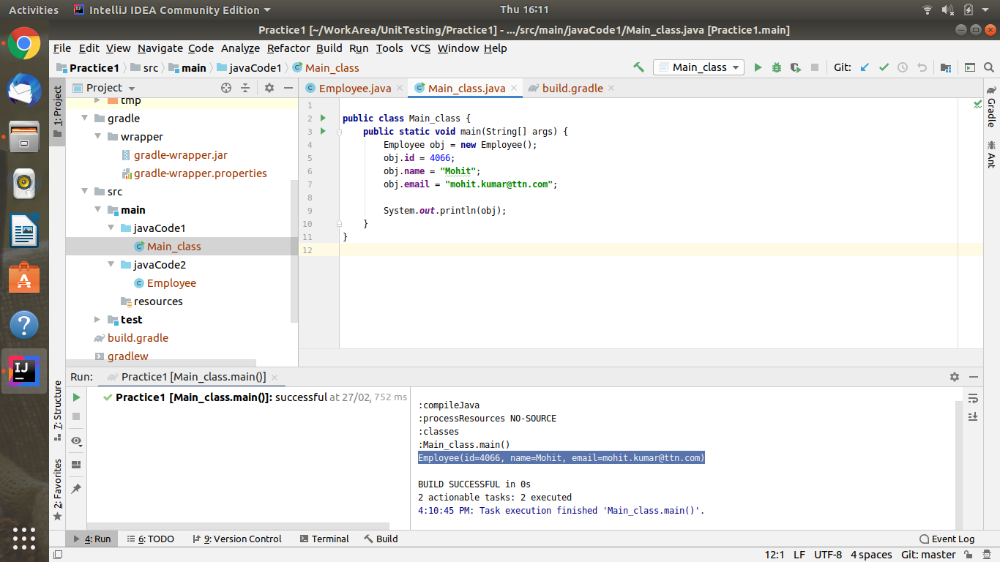 Activities IntelliJ IDEA Community Edition Thu 16:11
Practice1 [~/WorkArea/UnitTesting/Practice1] - .../src/main/javaCode1/Main_class.java [Practice1.main]
File Edit View Navigate Code Analyze Refactor Build Run Tools VCS Window Help
Practice1 src main javaCode1 Main_class Main_class Git:
1: Project
Project
tmp
gradle
wrapper
gradle-wrapper.jar
gradle-wrapper.properties
src
main
javaCode1
Main_class
javaCode2
Employee
resources
test
build.gradle
gradlew
Employee.java Main_class.java build.gradle
1
2 public class Main_class {
3 public static void main(String[] args) {
4 Employee obj = new Employee();
5 obj.id = 4066;
6 obj.name = "Mohit";
7 obj.email = "mohit.kumar@ttn.com";
8
9 System.out.println(obj);
10 }
11 }
12
Gradle
Ant
7: Structure
2: Favorites
Run: Practice1 [Main_class.main()]
Practice1 [Main_class.main()]: successful at 27/02, 752 ms
:compileJava
:processResources NO-SOURCE
:classes
:Main_class.main()
Employee(id=4066, name=Mohit, email=mohit.kumar@ttn.com)
BUILD SUCCESSFUL in 0s
2 actionable tasks: 2 executed
4:10:45 PM: Task execution finished 'Main_class.main()'.
4: Run 6: TODO 9: Version Control Terminal Build Event Log
12:1 LF UTF-8 4 spaces Git: master